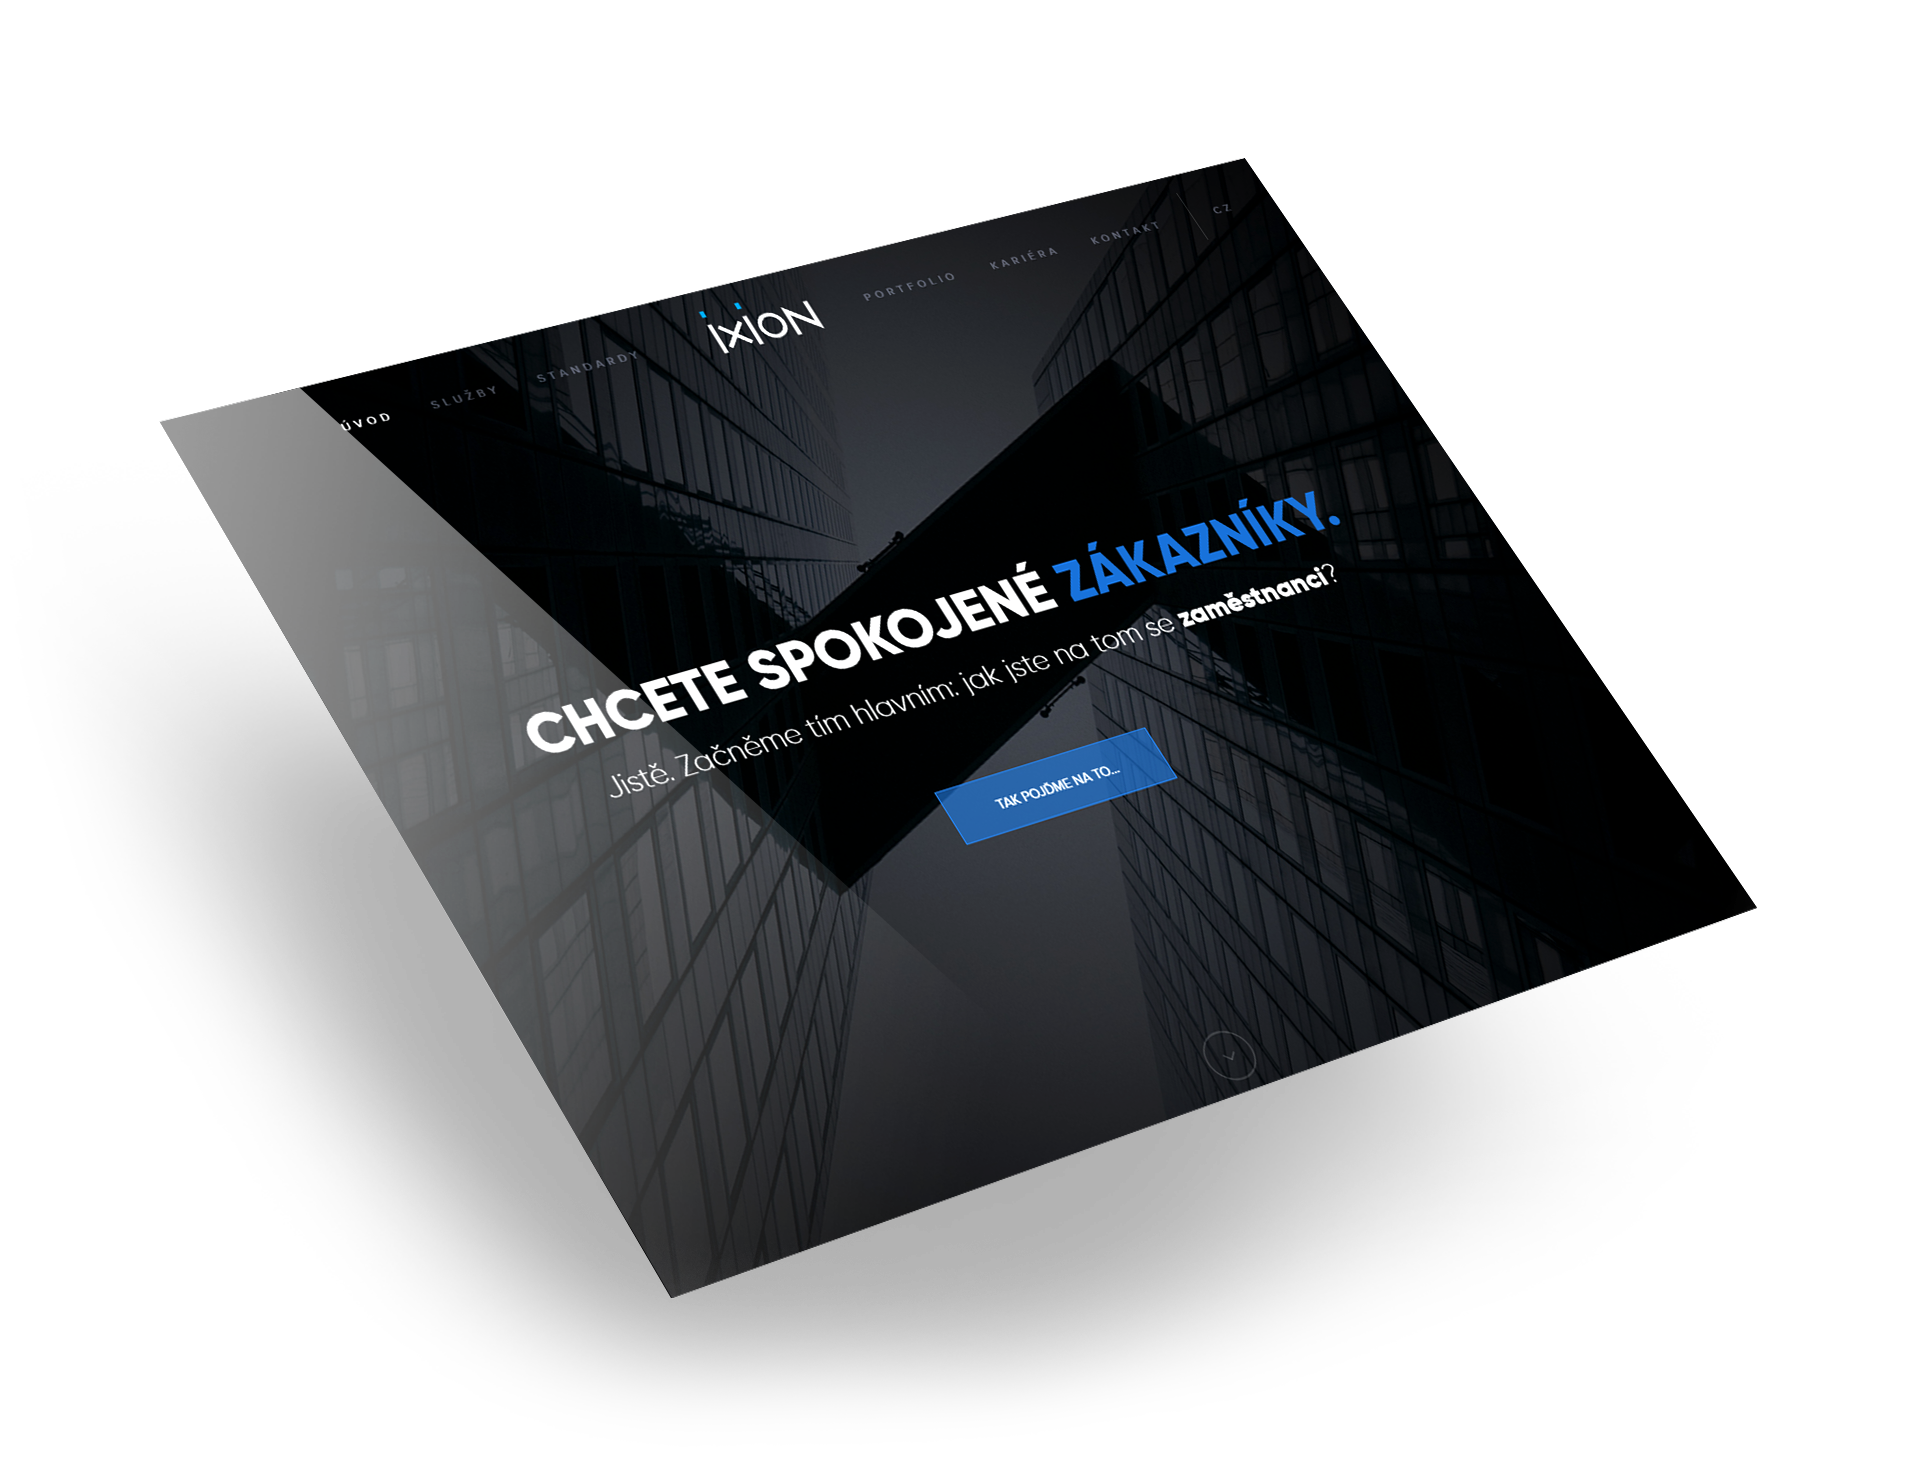 ÚVOD SLUŽBY STANDARDY ixioN PORTFOLIO KARIÉRA KONTAKT CZ
CHCETE SPOKOJENÉ ZÁKAZNÍKY.
Jistě. Začněme tím hlavním: jak jste na tom se zaměstnanci?
TAK POJĎME NA TO...